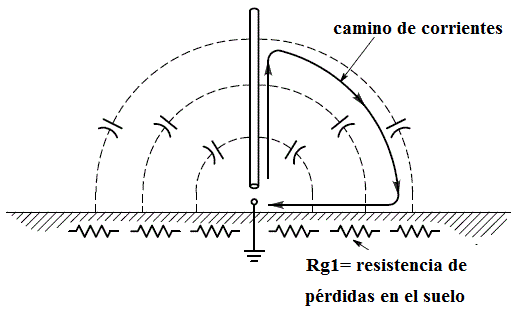 camino de corrientes
Rg1= resistencia de
pérdidas en el suelo